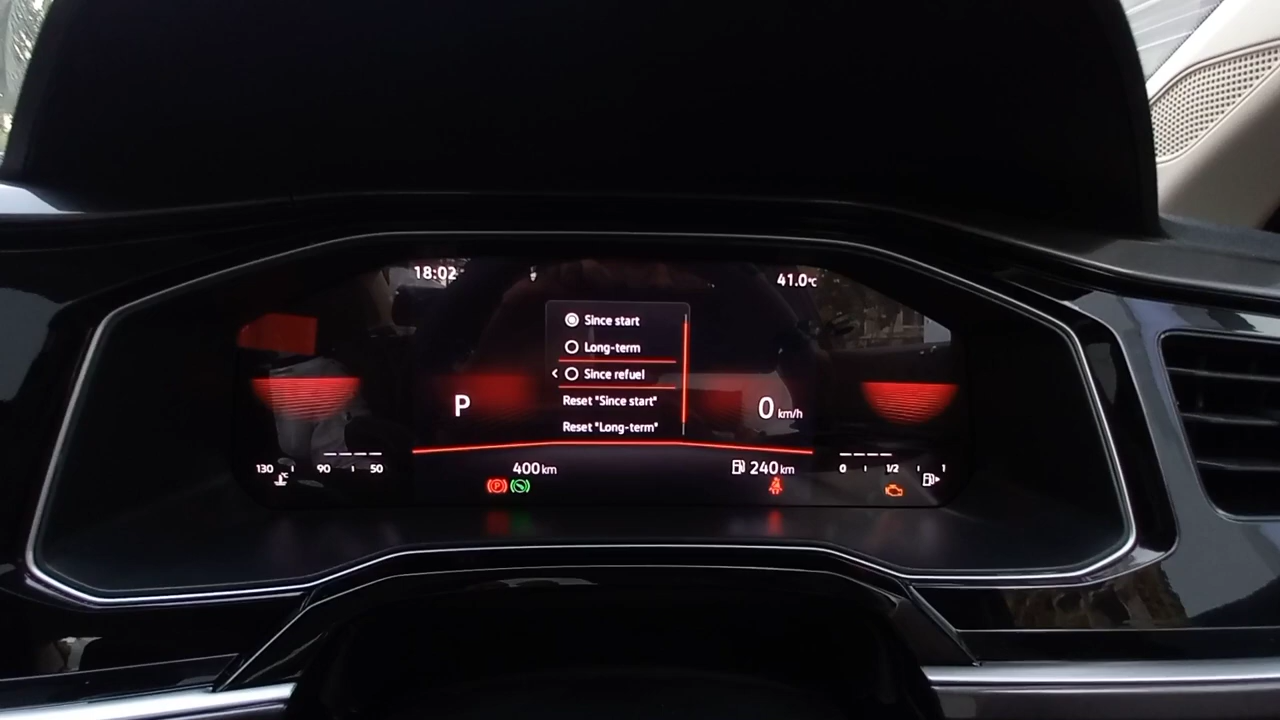 18:02
41.0°C
Since start
Long-term
Since refuel
Reset "Since start"
Reset "Long-term"
P
0 km/h
130 90 50
°C
400 km
240 km
0 1/2 1
(P)